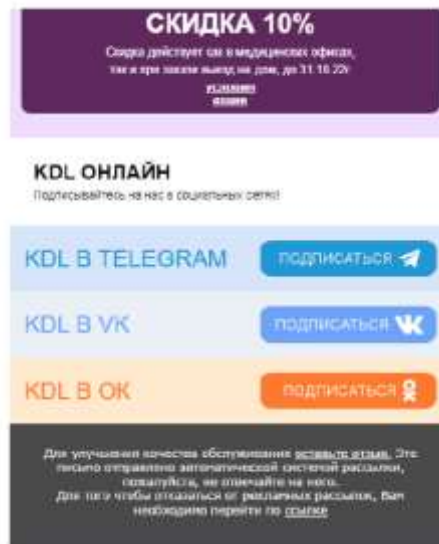 СКИДКА 10%
Скидка действует как в медицинских офисах,
так и при заказе выезд на дом, до 31.10.22г
условия
акции
KDL ОНЛАЙН
Подписывайтесь на нас в социальных сетях!
KDL В TELEGRAM
ПОДПИСАТЬСЯ
KDL В VK
ПОДПИСАТЬСЯ
KDL В ОК
ПОДПИСАТЬСЯ
Для улучшения качества обслуживания оставьте отзыв. Это
письмо отправлено автоматической системой рассылки,
пожалуйста, не отвечайте на него.
Для того чтобы отказаться от рекламных рассылок, Вам
необходимо перейти по ссылке